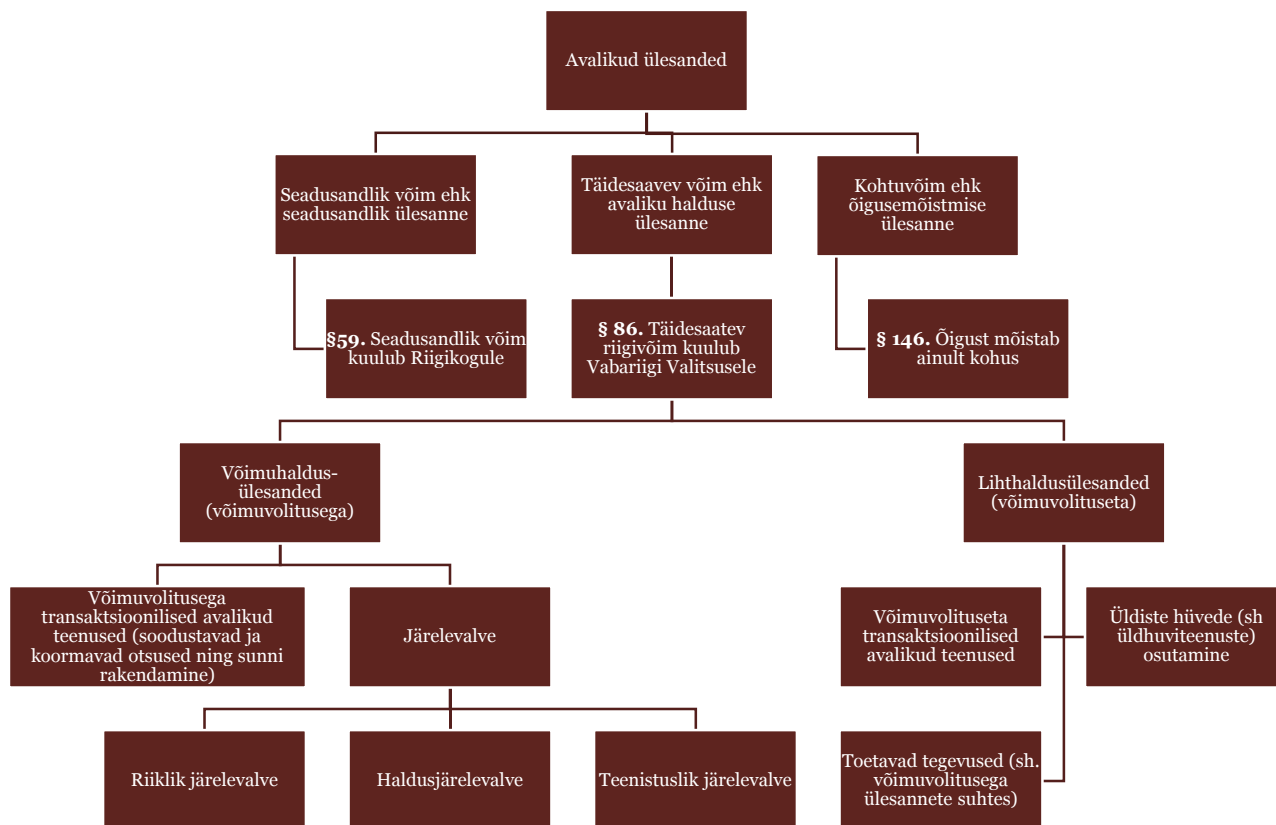 Avalikud ülesanded
Seadusandlik võim ehk
seadusandlik ülesanne
Täidesaavev võim ehk
avaliku halduse
ülesanne
Kohtuvõim ehk
õigusemõistmise
ülesanne
§59. Seadusandlik võim
kuulub Riigikogule
§ 86. Täidesaatev
riigivõim kuulub
Vabariigi Valitsusele
§ 146. Õigust mõistab
ainult kohus
Võimuhaldus-
ülesanded
(võimuvolitusega)
Lihthaldusülesanded
(võimuvolituseta)
Võimuvolitusega
transaktsioonilised avalikud
teenused (soodustavad ja
koormavad otsused ning sunni
rakendamine)
Järelevalve
Võimuvolituseta
transaktsioonilised
avalikud teenused
Üldiste hüvede (sh
üldhuviteenuste)
osutamine
Riiklik järelevalve
Haldusjärelevalve
Teenistuslik järelevalve
Toetavad tegevused (sh.
võimuvolitusega
ülesannete suhtes)